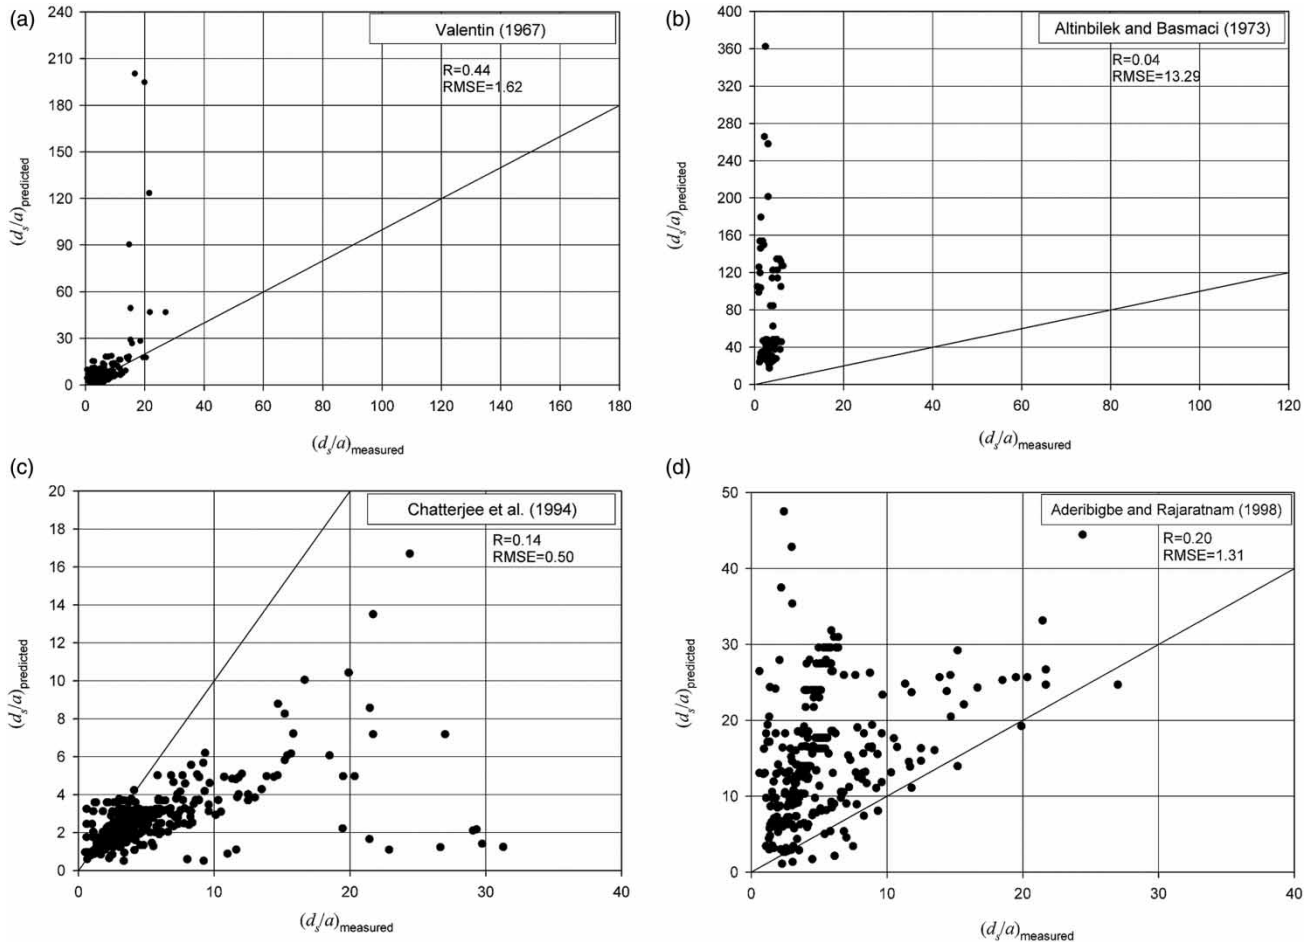 (a)
240
210
180
150
120
90
60
30
0
Valentin (1967)
R=0.44
RMSE=1.62
(ds/a)predicted
0 20 40 60 80 100 120 140 160 180
(ds/a)measured
(b)
400
360
320
280
240
200
160
120
80
40
0
Altinbilek and Basmaci (1973)
R=0.04
RMSE=13.29
(ds/a)predicted
0 20 40 60 80 100 120
(ds/a)measured
(c)
20
18
16
14
12
10
8
6
4
2
0
Chatterjee et al. (1994)
R=0.14
RMSE=0.50
(ds/a)predicted
0 10 20 30 40
(ds/a)measured
(d)
50
40
30
20
10
0
Aderibigbe and Rajaratnam (1998)
R=0.20
RMSE=1.31
(ds/a)predicted
0 10 20 30 40
(ds/a)measured